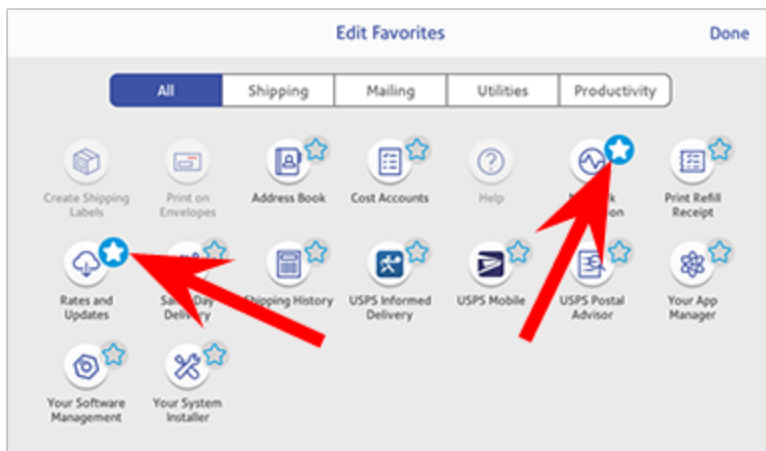 Edit Favorites
Done
All
Shipping
Mailing
Utilities
Productivity
Create Shipping
Labels
Print on
Envelopes
Address Book
Cost Accounts
Help
Print Refill
Receipt
Rates and
Updates
Day
Delivery
Shipping History
USPS Informed
Delivery
USPS Mobile
USPS Postal
Advisor
Your App
Manager
Your Software
Management
Your System
Installer